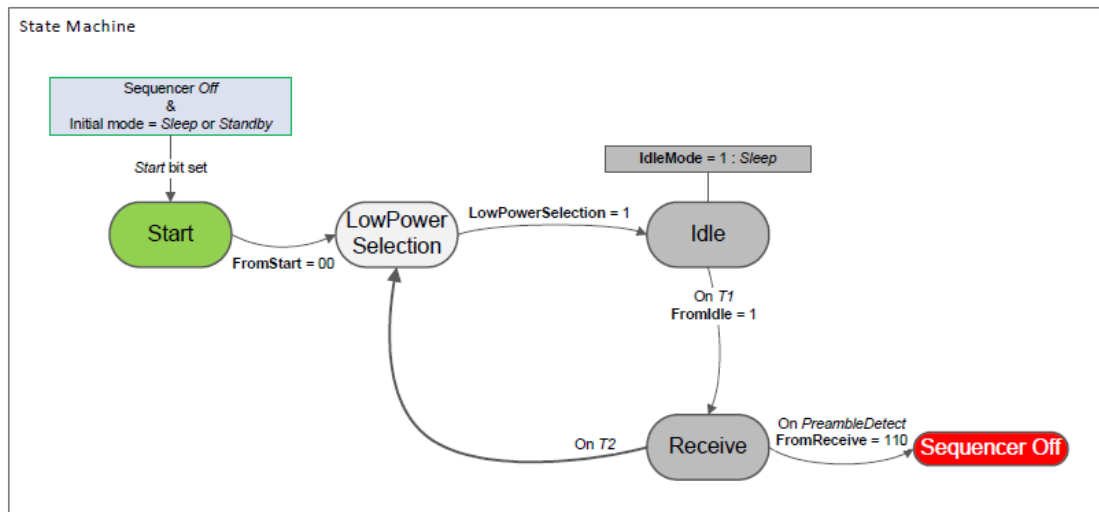 State Machine
Sequencer Off
&
Initial mode = Sleep or Standby
Start bit set
Start
FromStart = 00
LowPower
Selection
LowPowerSelection = 1
IdleMode = 1 : Sleep
Idle
On T1
FromIdle = 1
Receive
On T2
On PreambleDetect
FromReceive = 110
Sequencer Off